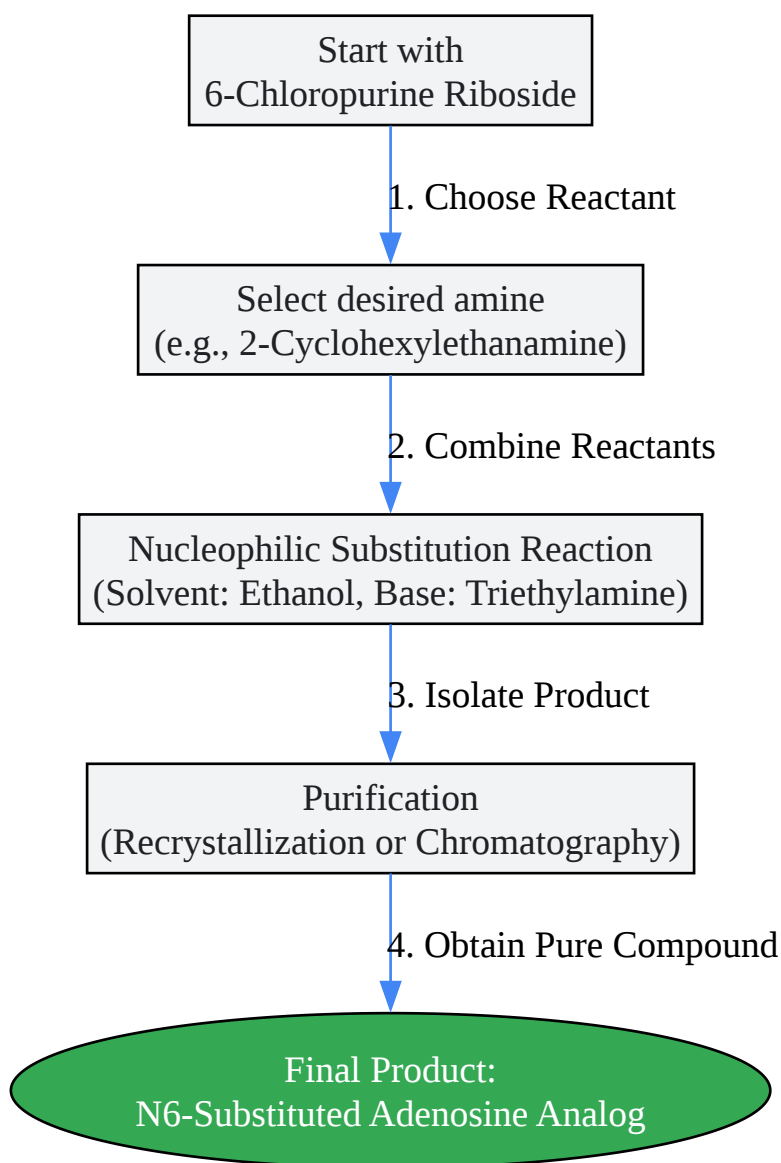 Start with
6-Chloropurine Riboside
1. Choose Reactant
Select desired amine
(e.g., 2-Cyclohexylethanamine)
2. Combine Reactants
Nucleophilic Substitution Reaction
(Solvent: Ethanol, Base: Triethylamine)
3. Isolate Product
Purification
(Recrystallization or Chromatography)
4. Obtain Pure Compound
Final Product:
N6-Substituted Adenosine Analog